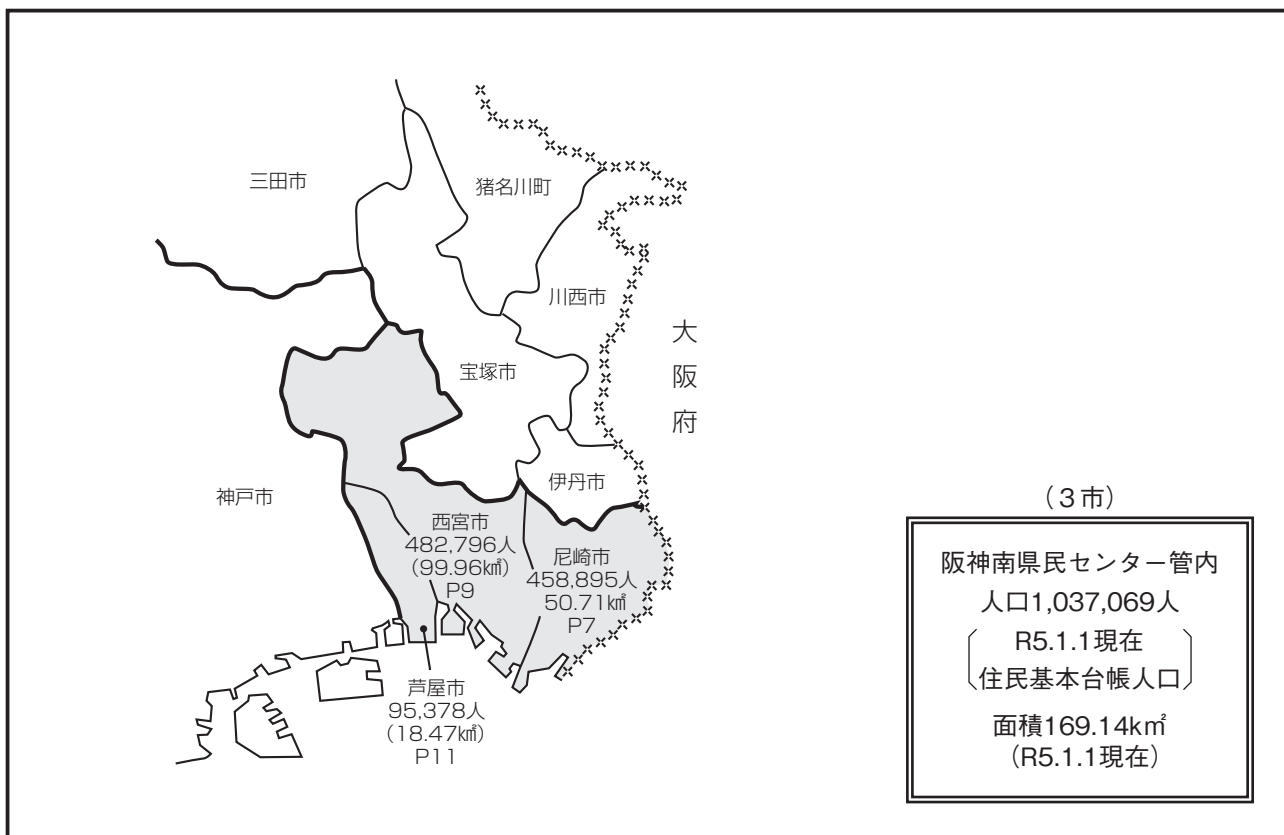 三田市
猪名川町
川西市
大阪府
宝塚市
伊丹市
神戸市
西宮市
482,796人
(99.96㎢)
P9
尼崎市
458,895人
50.71㎢
P7
芦屋市
95,378人
(18.47㎢)
P11
(3市)
阪神南県民センター管内
人口1,037,069人
R5.1.1現在
住民基本台帳人口
面積169.14k㎡
(R5.1.1現在)